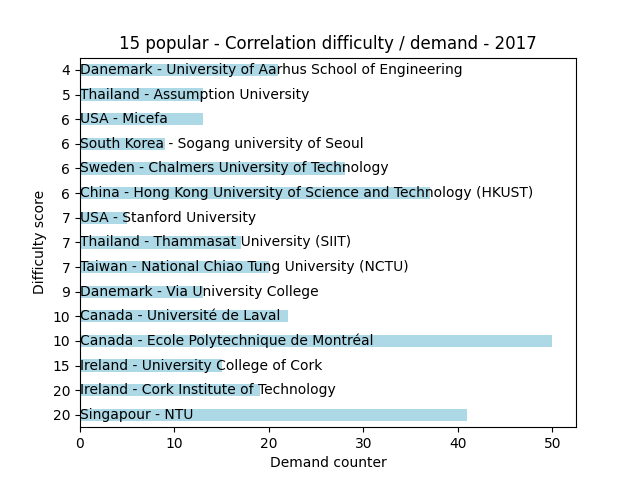 15 popular - Correlation difficulty / demand - 2017
4 Danemark - University of Aarhus School of Engineering
5 Thailand - Assumption University
6 USA - Micefa
6 South Korea - Sogang university of Seoul
6 Sweden - Chalmers University of Technology
6 China - Hong Kong University of Science and Technology (HKUST)
7 USA - Stanford University
7 Thailand - Thammasat University (SIIT)
7 Taiwan - National Chiao Tung University (NCTU)
9 Danemark - Via University College
10 Canada - Université de Laval
10 Canada - Ecole Polytechnique de Montréal
15 Ireland - University College of Cork
20 Ireland - Cork Institute of Technology
20 Singapour - NTU
Difficulty score
0 10 20 30 40 50
Demand counter